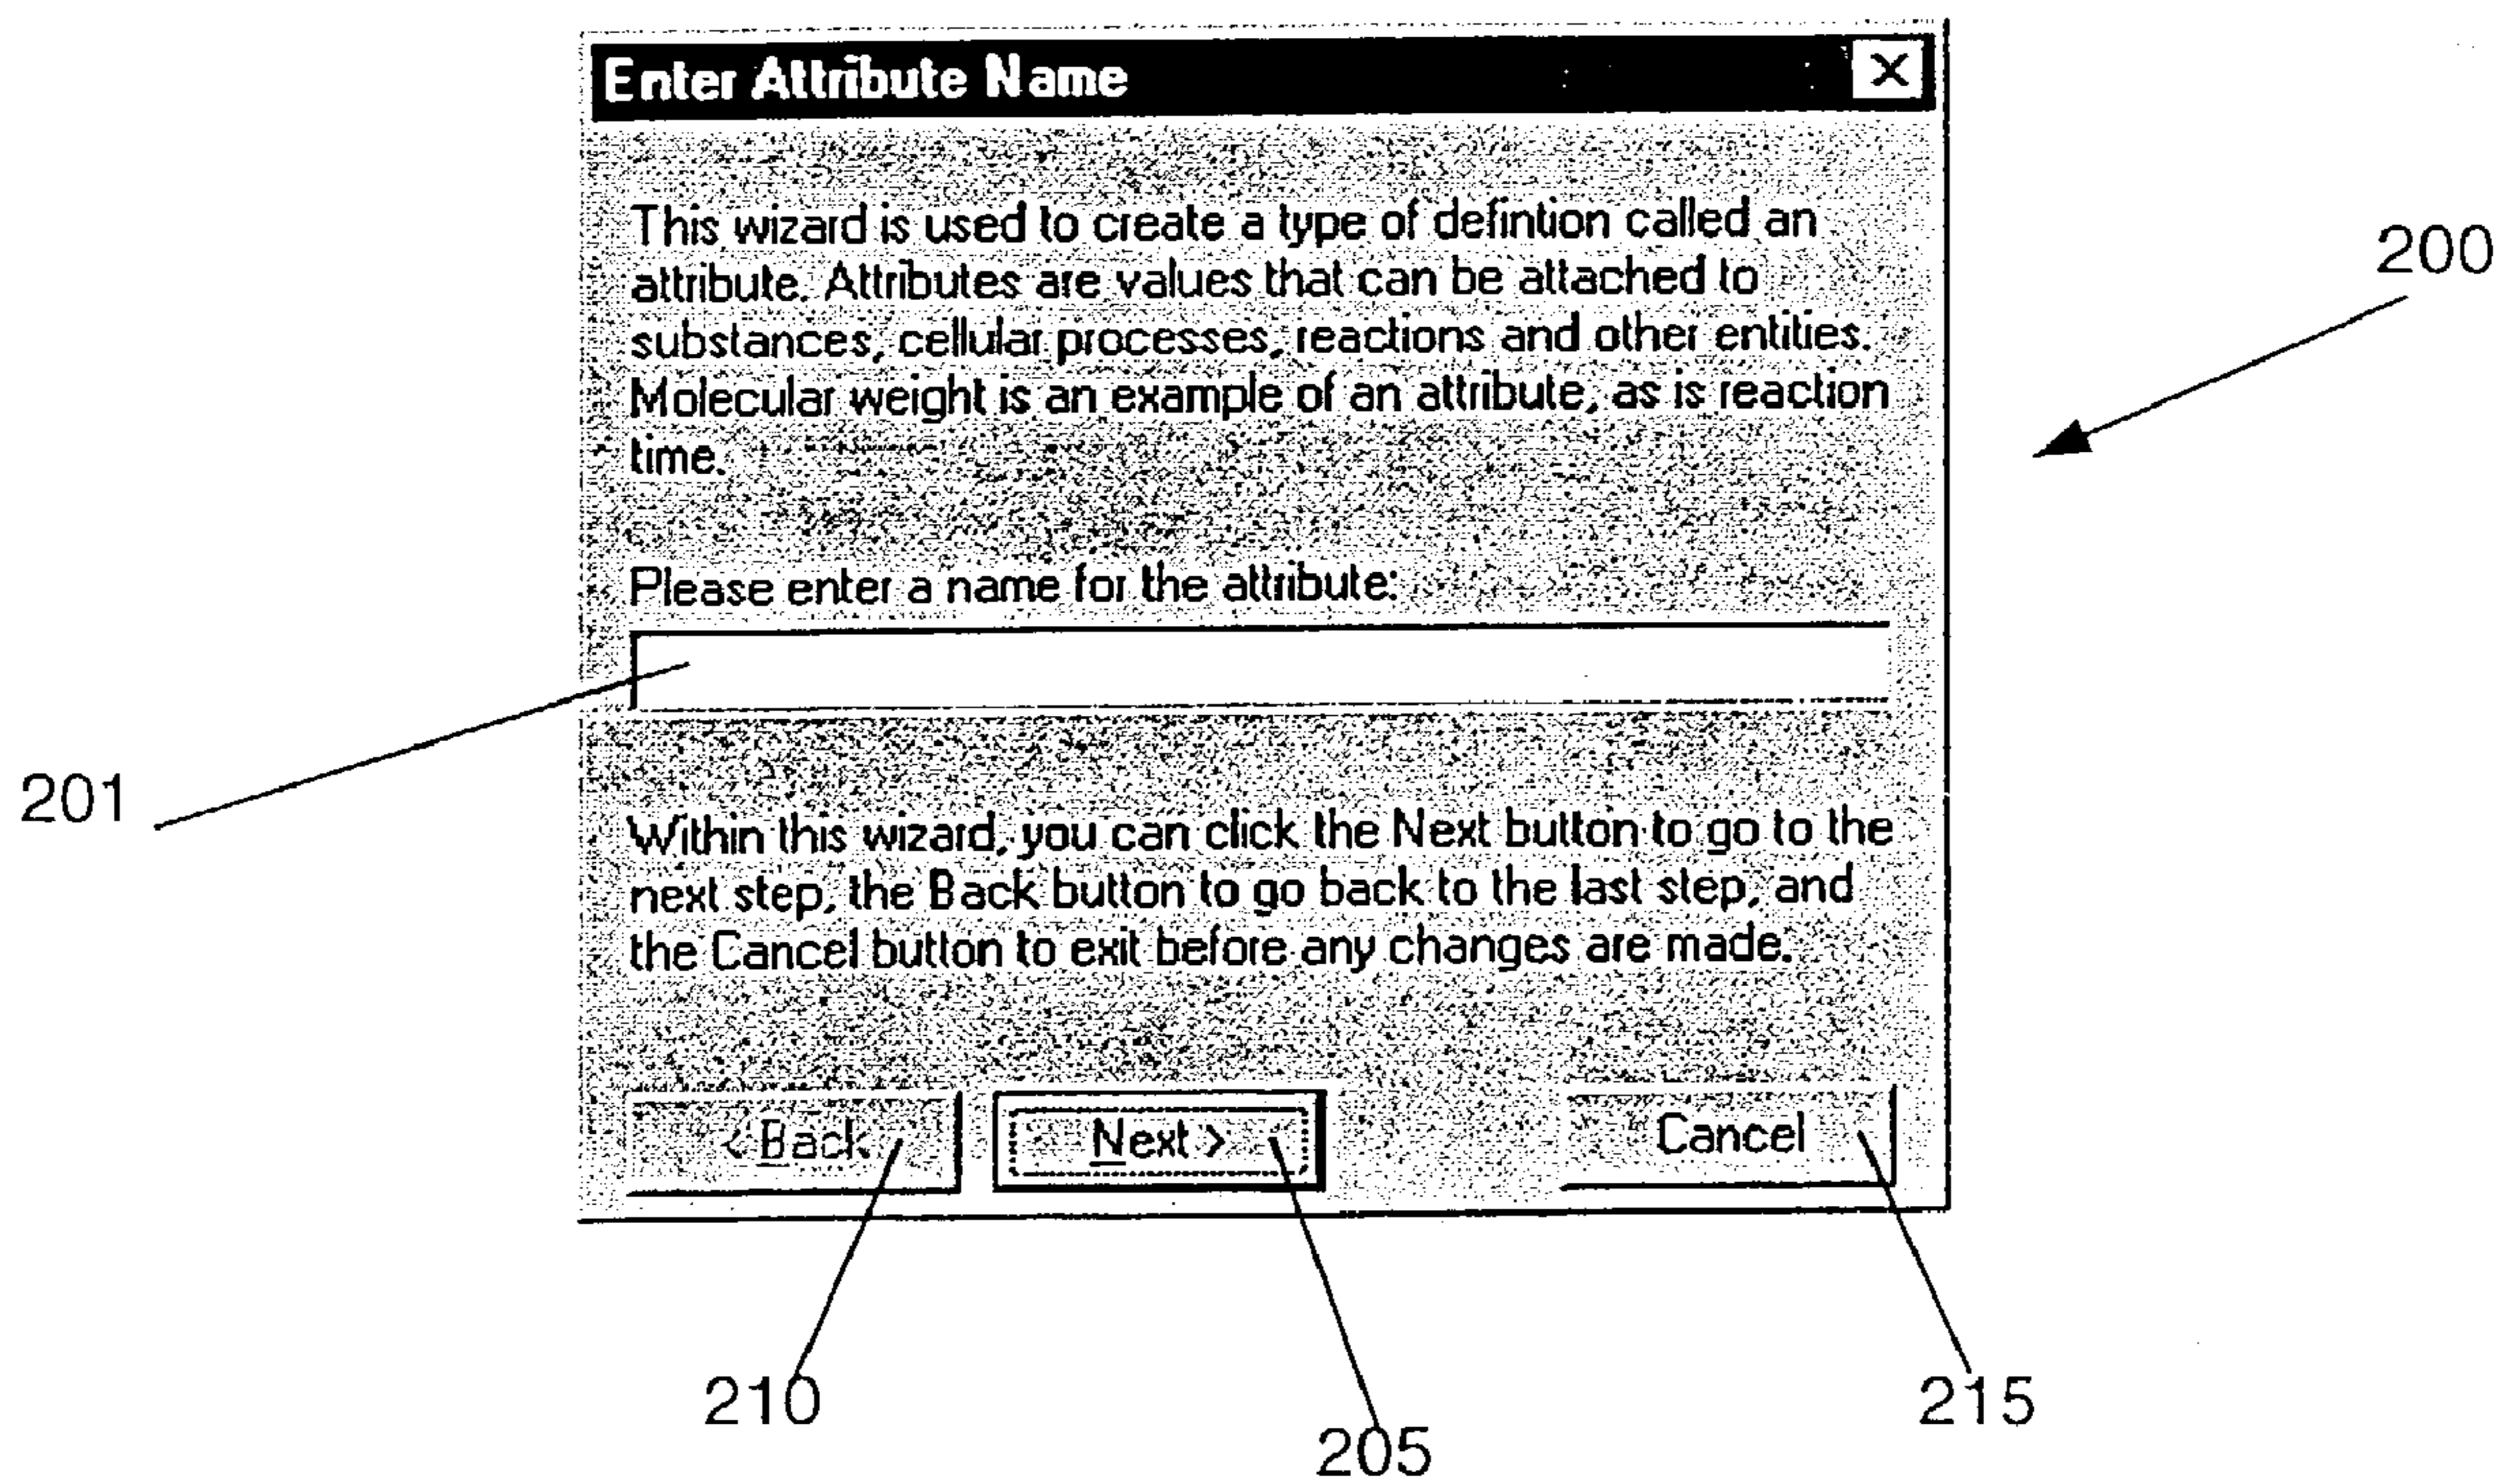 Enter Attribute Name
This wizard is used to create a type of defintion called an
attribute. Attributes are values that can be attached to
substances, cellular processes, reactions and other entities.
Molecular weight is an example of an attribute, as is reaction
time.
200
Please enter a name for the attribute:
201
Within this wizard, you can click the Next button to go to the
next step, the Back button to go back to the last step, and
the Cancel button to exit before any changes are made.
< Back
Next >
Cancel
210
205
215